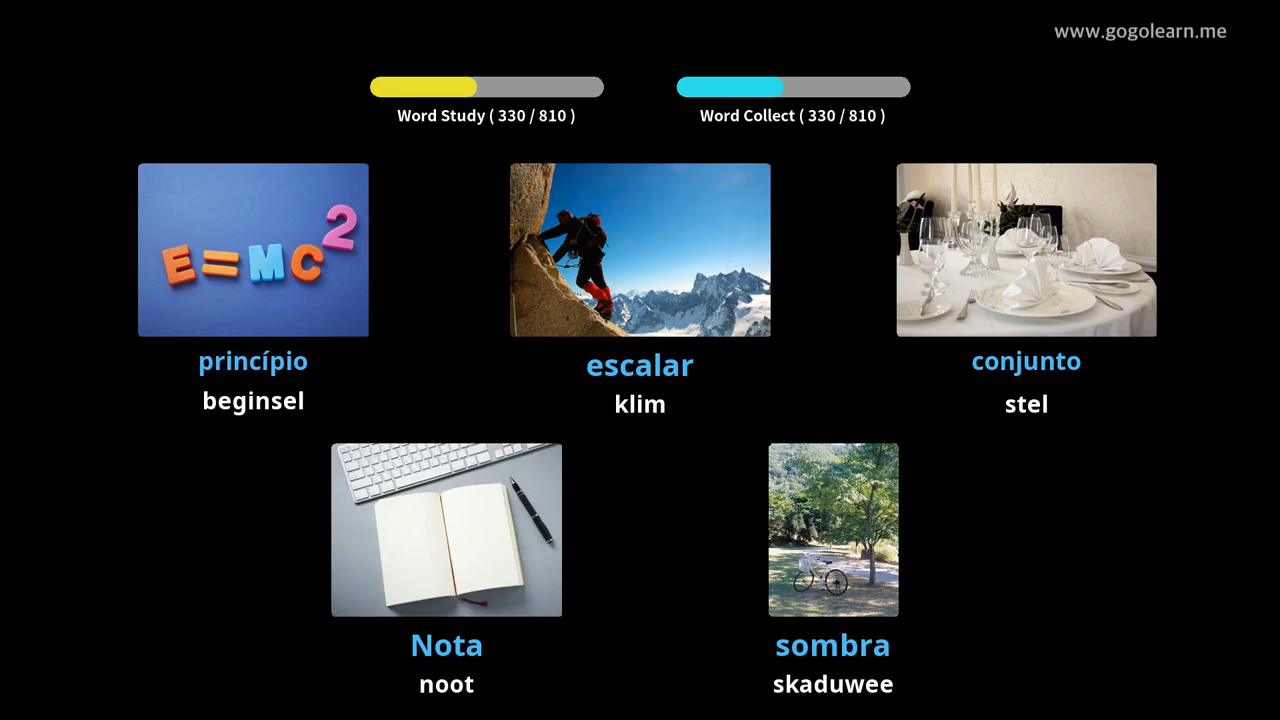 www.gogolearn.me
Word Study ( 330 / 810 )
Word Collect ( 330 / 810 )
E=MC2
princípio
beginsel
escalar
klim
conjunto
stel
Nota
noot
sombra
skaduwee